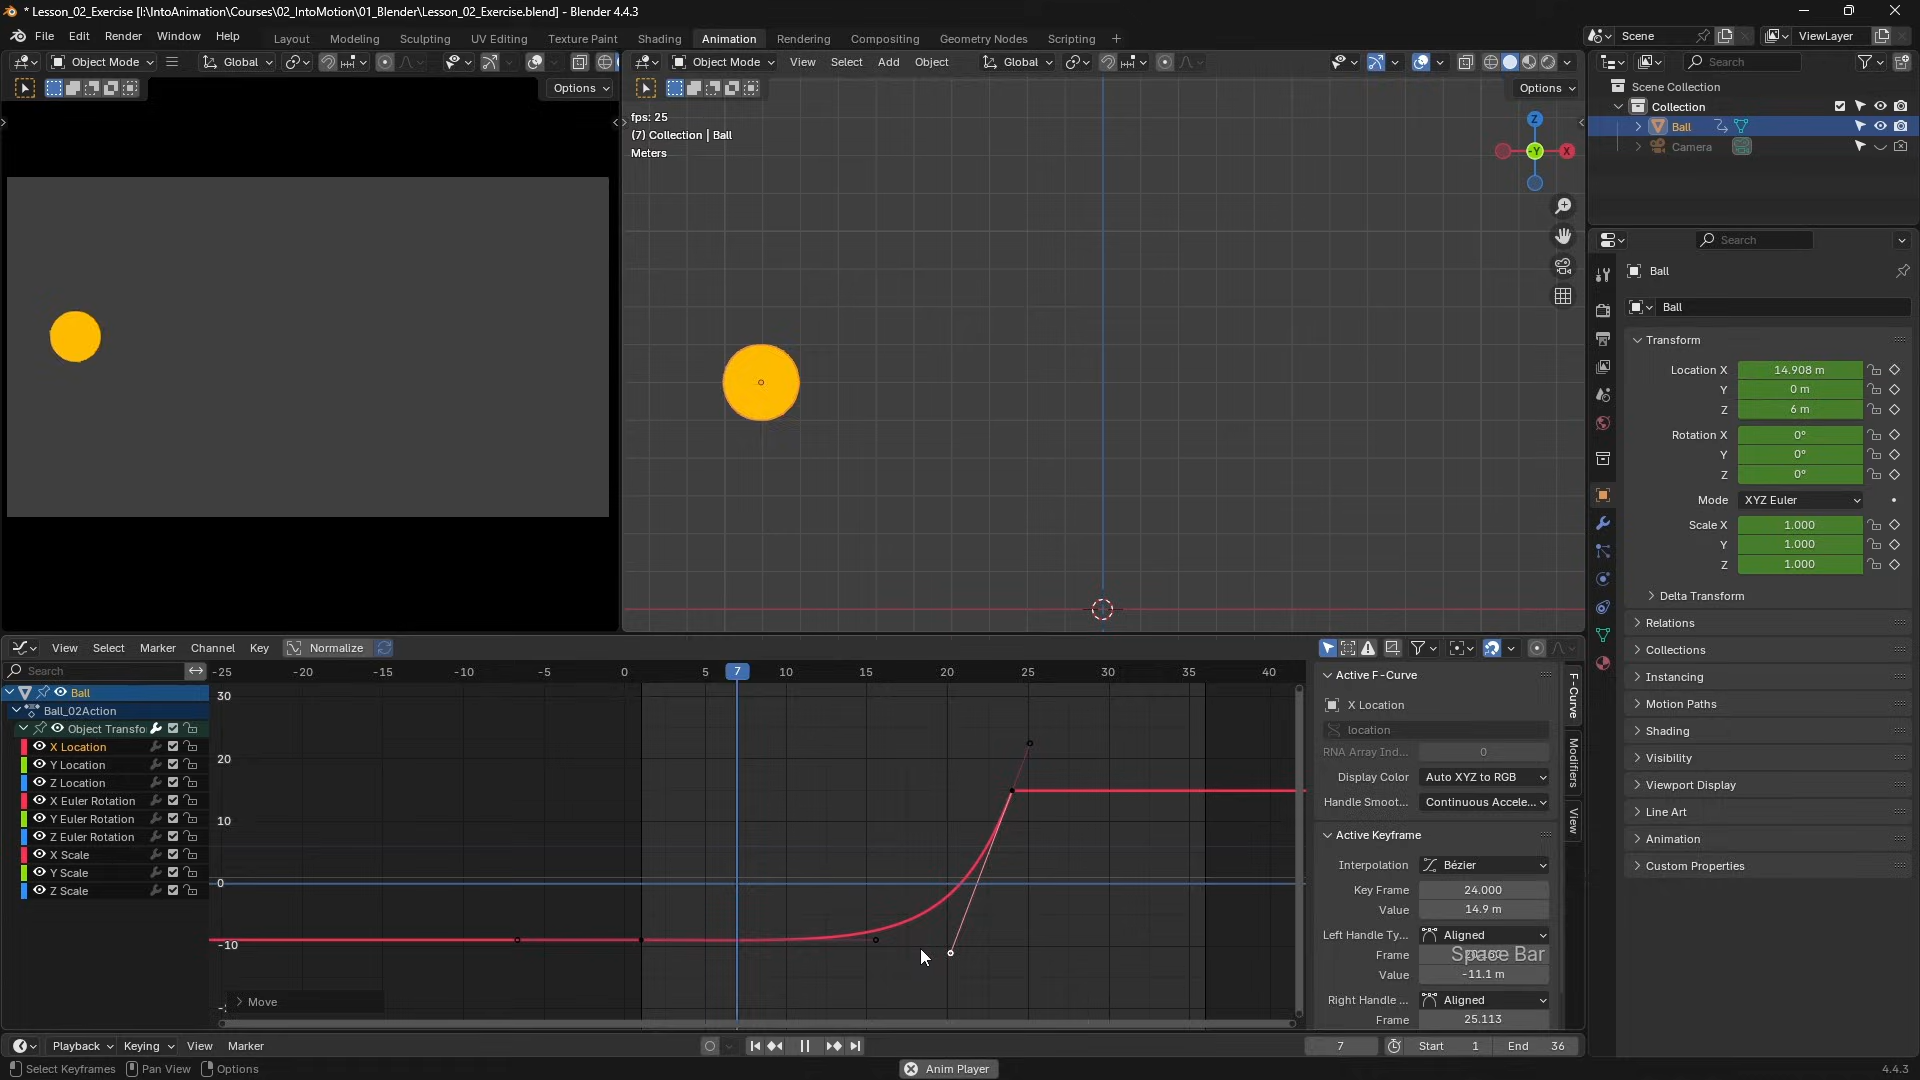 * Lesson_02_Exercise [I:\IntoAnimation\Courses\02_IntoMotion\01_Blender\Lesson_02_Exercise.blend] - Blender 4.4.3
File Edit Render Window Help Layout Modeling Sculpting UV Editing Texture Paint Shading Animation Rendering Compositing Geometry Nodes Scripting + Scene ViewLayer
Object Mode Global Object Mode View Select Add Object Global Search
Options Options Scene Collection
Collection
fps: 25
(7) Collection | Ball
Meters
Z
-Y
X
Ball
Camera
Search
Ball
Ball
Transform
Location X 14.908 m
Y 0 m
Z 6 m
Rotation X 0°
Y 0°
Z 0°
Mode XYZ Euler
Scale X 1.000
Y 1.000
Z 1.000
Delta Transform
Relations
Collections
Instancing
Motion Paths
Shading
Visibility
Viewport Display
Line Art
Animation
Custom Properties
View Select Marker Channel Key Normalize
Search -25 -20 -15 -10 -5 0 5 7 10 15 20 25 30 35 40
Ball
Ball_02Action
Object Transfo
X Location
Y Location
Z Location
X Euler Rotation
Y Euler Rotation
Z Euler Rotation
X Scale
Y Scale
Z Scale
30
20
10
0
-10
Move
Active F-Curve
X Location
location
RNA Array Ind... 0
Display Color Auto XYZ to RGB
Handle Smoot... Continuous Accele...
Active Keyframe
Interpolation Bézier
Key Frame 24.000
Value 14.9 m
Left Handle Ty... Aligned
Frame
Space Bar
Value -11.1 m
Right Handle ... Aligned
Frame 25.113
F-Curve
Modifiers
View
Playback Keying View Marker 7 Start 1 End 36
Select Keyframes Pan View Options Anim Player 4.4.3